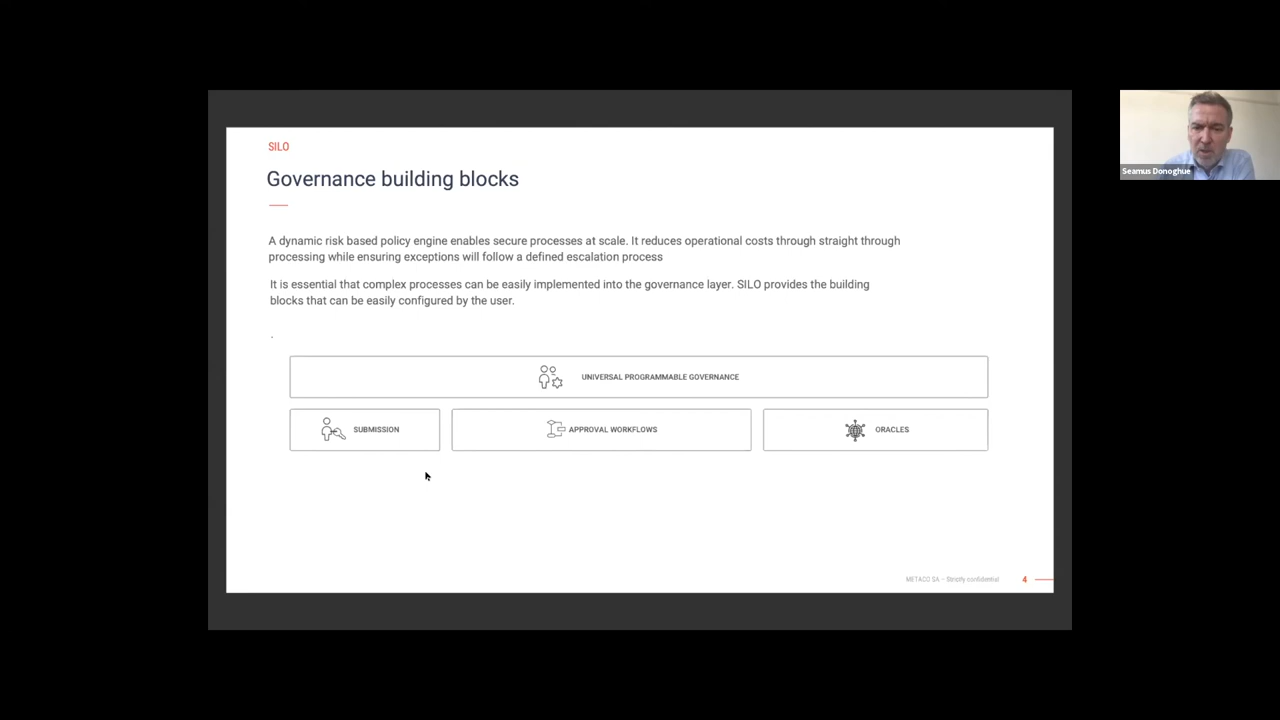 SILO
Governance building blocks
A dynamic risk based policy engine enables secure processes at scale. It reduces operational costs through straight through
processing while ensuring exceptions will follow a defined escalation process
It is essential that complex processes can be easily implemented into the governance layer. SILO provides the building
blocks that can be easily configured by the user.
.
UNIVERSAL PROGRAMMABLE GOVERNANCE
SUBMISSION
APPROVAL WORKFLOWS
ORACLES
METACO SA – Strictly confidential
4
Seamus Donoghue